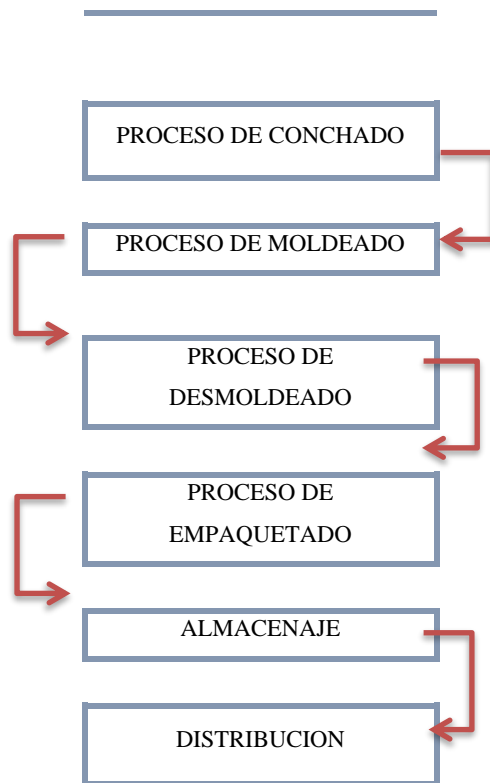 PROCESO DE CONCHADO
PROCESO DE MOLDEADO
PROCESO DE
DESMOLDEADO
PROCESO DE
EMPAQUETADO
ALMACENAJE
DISTRIBUCION